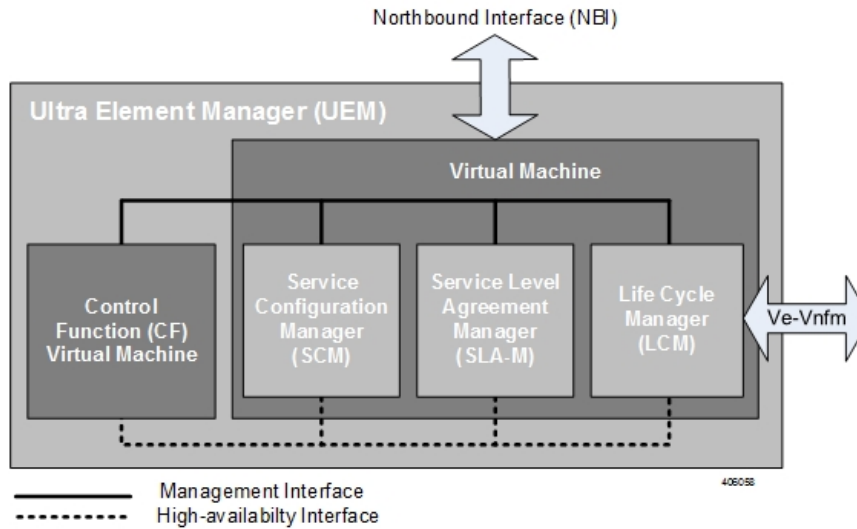 Northbound Interface (NBI)
Ultra Element Manager (UEM)
Virtual Machine
Control
Function (CF)
Virtual Machine
Service
Configuration
Manager
(SCM)
Service Level
Agreement
Manager
(SLA-M)
Life Cycle
Manager
(LCM)
Ve-Vnfm
406058
Management Interface
High-availabilty Interface